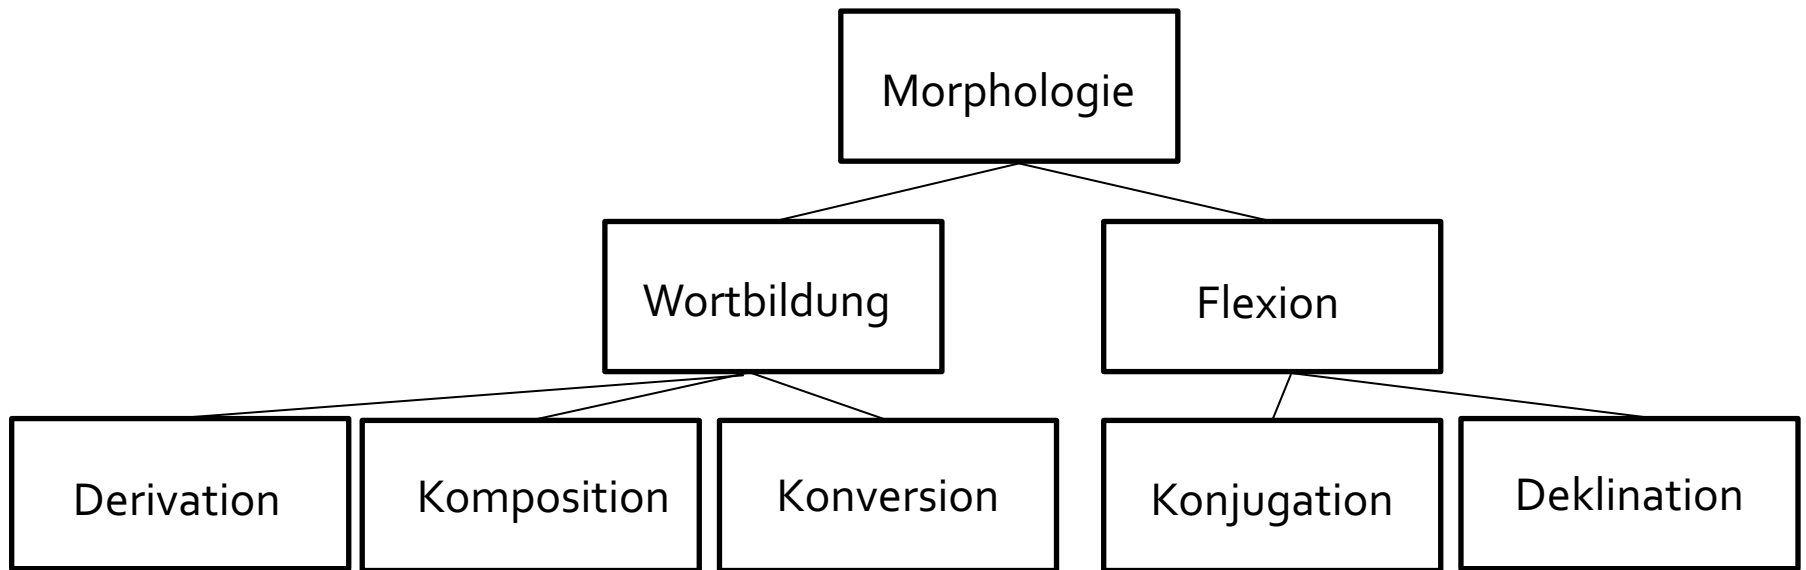 Morphologie
Wortbildung
Flexion
Derivation
Komposition
Konversion
Konjugation
Deklination